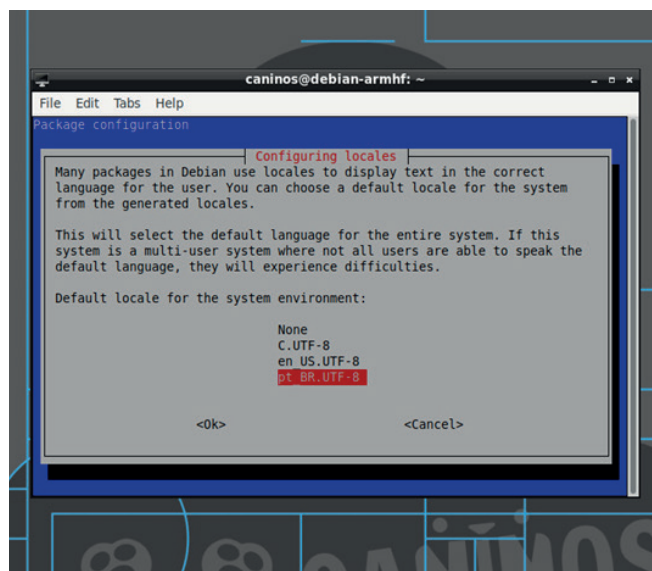 caninos@debian-armhf: ~
File Edit Tabs Help
Package configuration
Configuring locales
Many packages in Debian use locales to display text in the correct
language for the user. You can choose a default locale for the system
from the generated locales.
This will select the default language for the entire system. If this
system is a multi-user system where not all users are able to speak the
default language, they will experience difficulties.
Default locale for the system environment:
None
C.UTF-8
en_US.UTF-8
pt_BR.UTF-8
<Ok> <Cancel>
CANINOS